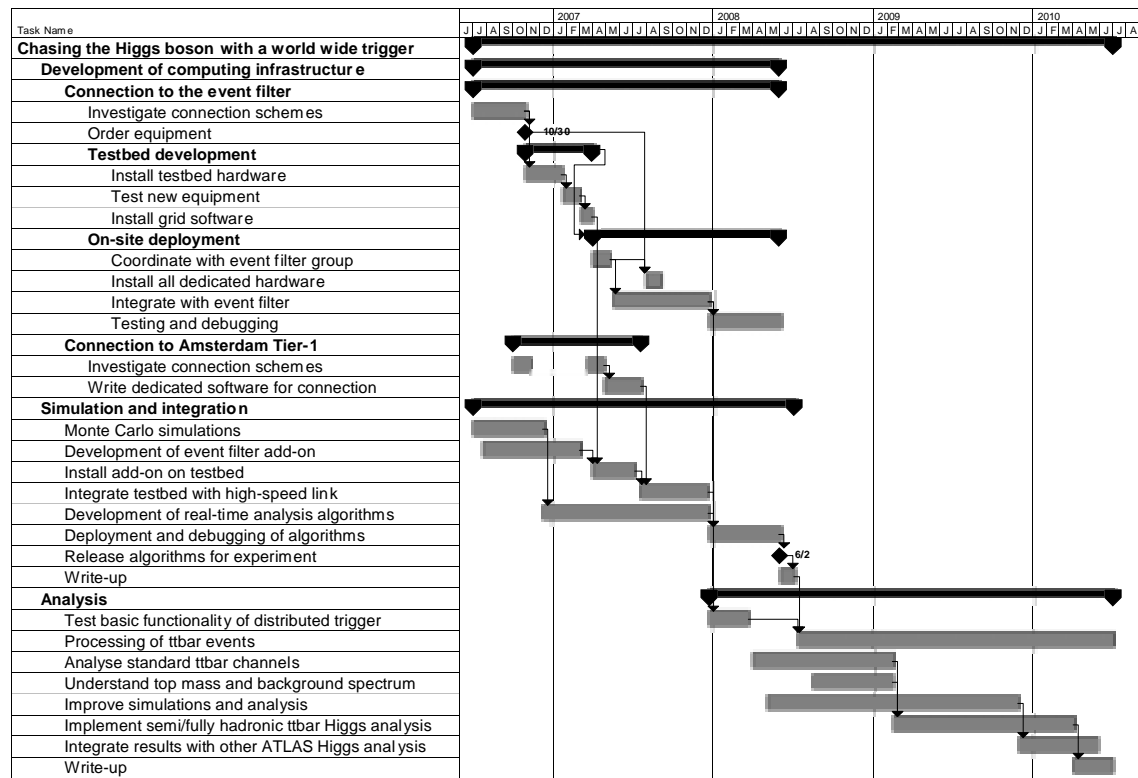 2007 2008 2009 2010
Task Name J J A S O N D J F M A M J J A S O N D J F M A M J J A S O N D J F M A M J J A S O N D J F M A M J J A
Chasing the Higgs boson with a world wide trigger
Development of computing infrastructure
Connection to the event filter
Investigate connection schemes
Order equipment 10/30
Testbed development
Install testbed hardware
Test new equipment
Install grid software
On-site deployment
Coordinate with event filter group
Install all dedicated hardware
Integrate with event filter
Testing and debugging
Connection to Amsterdam Tier-1
Investigate connection schemes
Write dedicated software for connection
Simulation and integration
Monte Carlo simulations
Development of event filter add-on
Install add-on on testbed
Integrate testbed with high-speed link
Development of real-time analysis algorithms
Deployment and debugging of algorithms
Release algorithms for experiment 6/2
Write-up
Analysis
Test basic functionality of distributed trigger
Processing of ttbar events
Analyse standard ttbar channels
Understand top mass and background spectrum
Improve simulations and analysis
Implement semi/fully hadronic ttbar Higgs analysis
Integrate results with other ATLAS Higgs analysis
Write-up